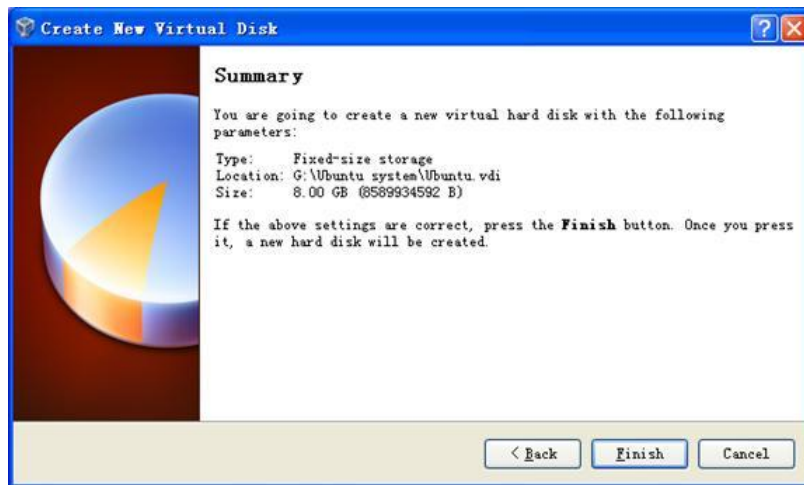 Create New Virtual Disk
Summary
You are going to create a new virtual hard disk with the following
parameters:
Type: Fixed-size storage
Location: G:\Ubuntu system\Ubuntu.vdi
Size: 8.00 GB (8589934592 B)
If the above settings are correct, press the Finish button. Once you press
it, a new hard disk will be created.
< Back Finish Cancel